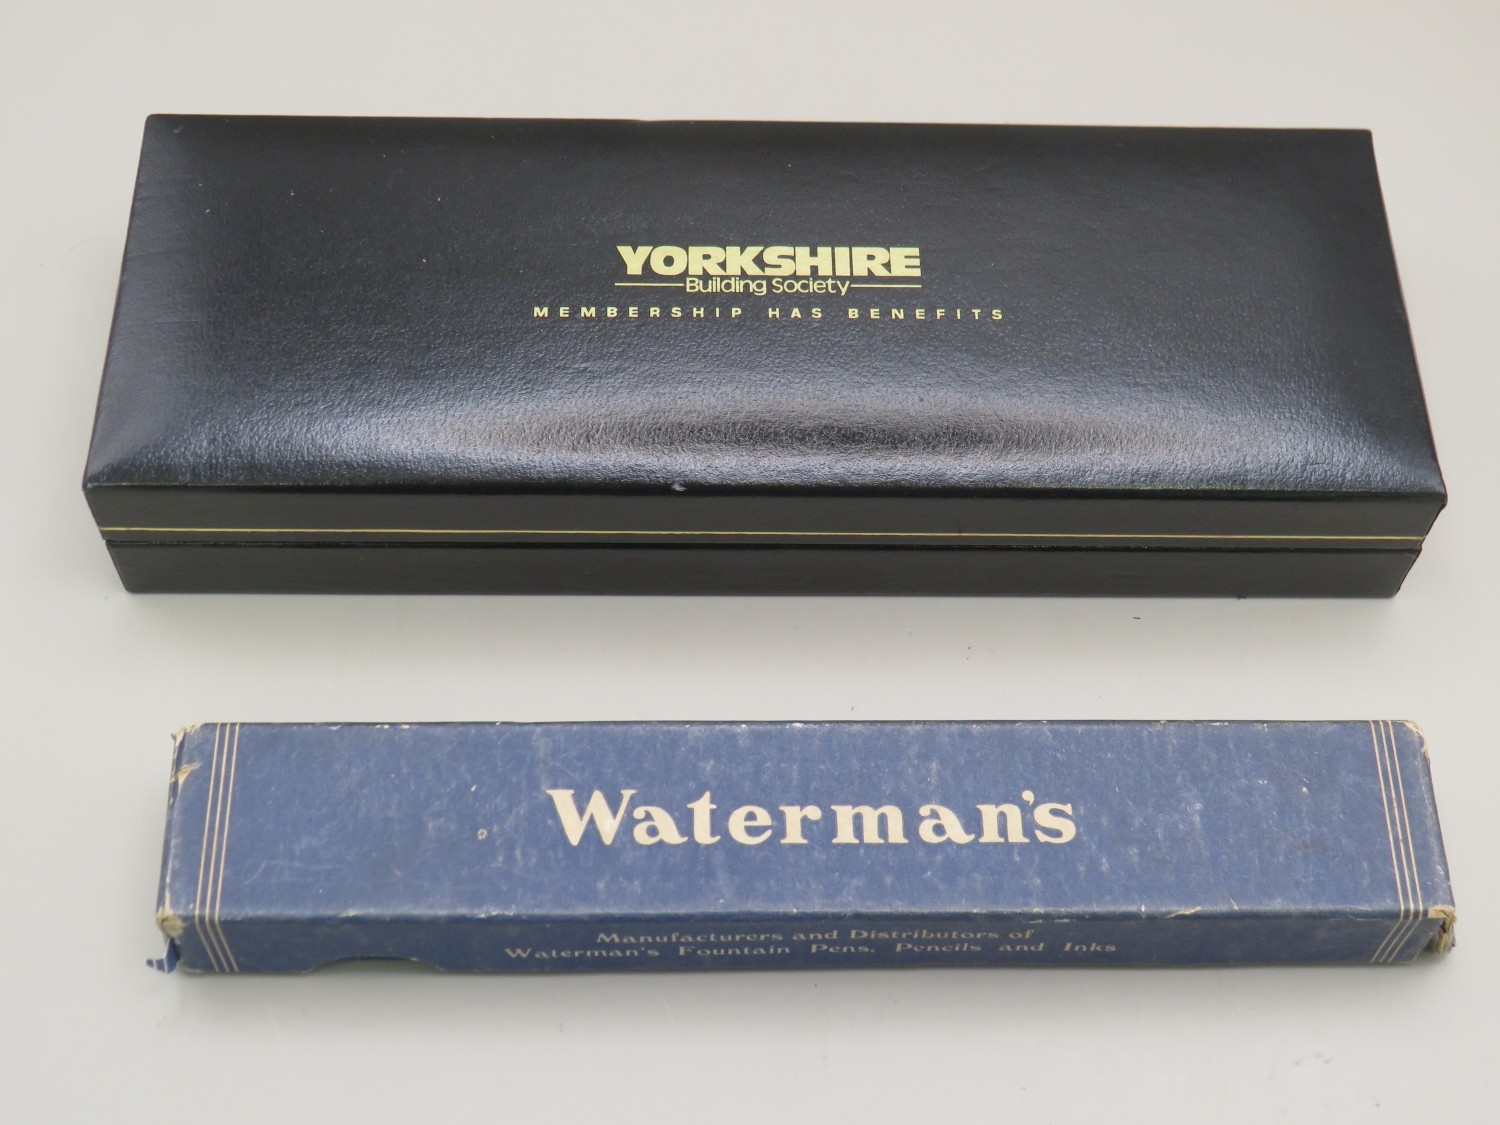 YORKSHIRE
Building Society
MEMBERSHIP HAS BENEFITS
Waterman's
Manufacturers and Distributors of
Waterman's Fountain Pens, Pencils and Inks